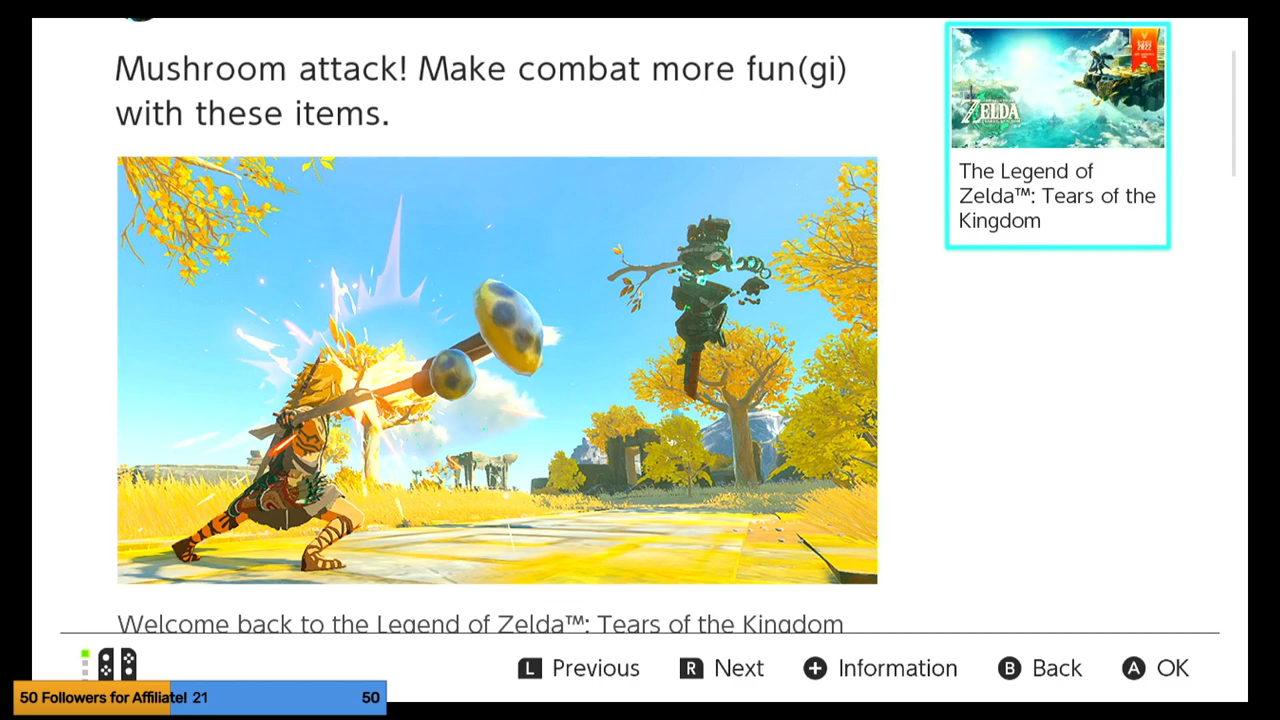 Mushroom attack! Make combat more fun(gi)
with these items.
ZELDA
The Legend of
Zelda™: Tears of the
Kingdom
Welcome back to the Legend of Zelda™: Tears of the Kingdom
L Previous
R Next
+ Information
B Back
A OK
50 Followers for Affiliate! 21
50